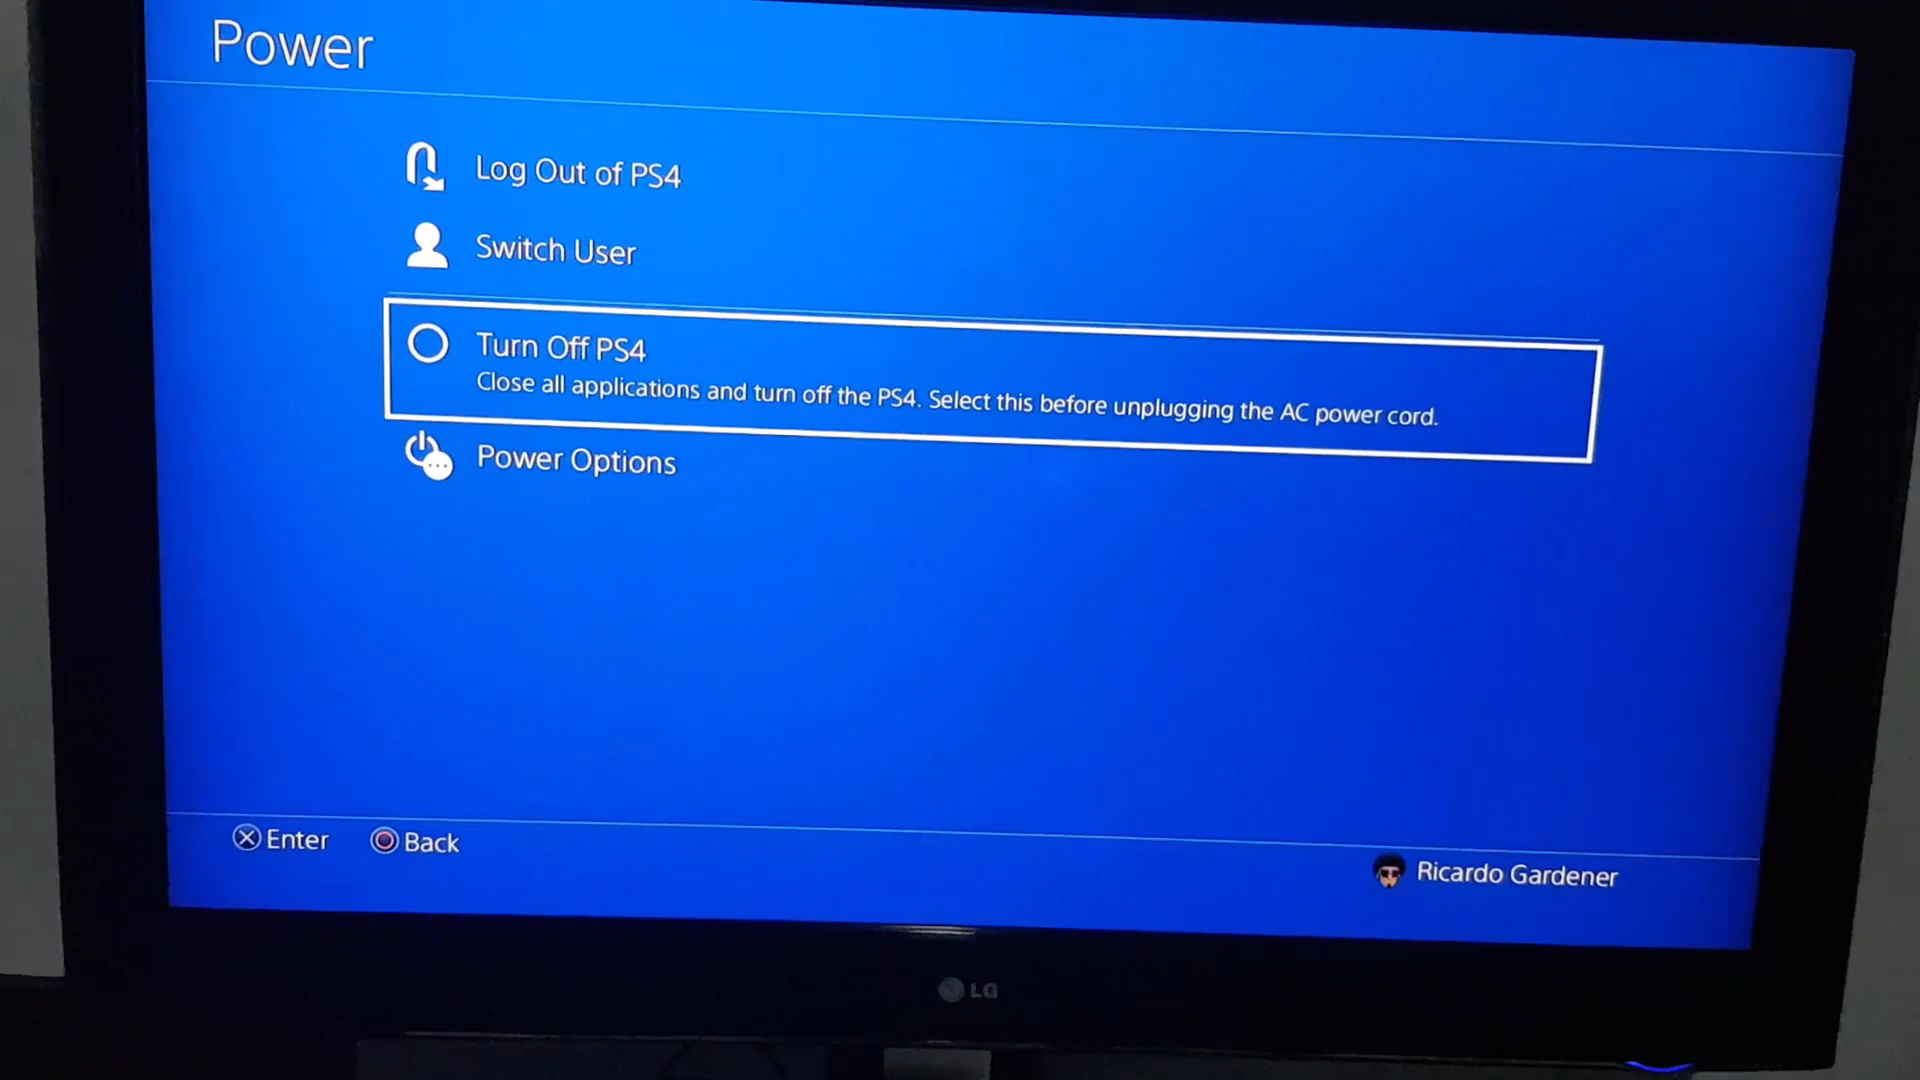 Power
Log Out of PS4
Switch User
Turn Off PS4
Close all applications and turn off the PS4. Select this before unplugging the AC power cord.
Power Options
Enter
Back
Ricardo Gardener
LG